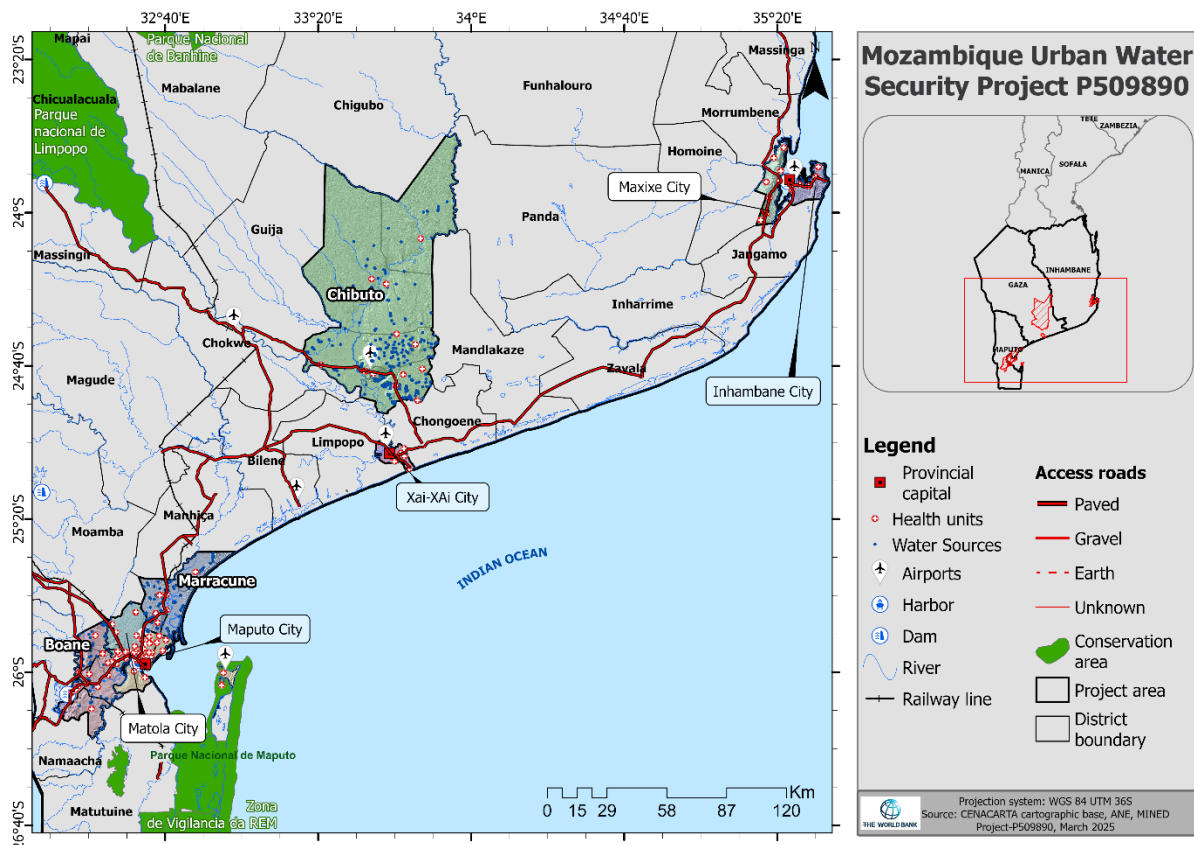 32°40'E
33°20'E
34°E
34°40'E
35°20'E
23°20'S
24°S
24°40'S
25°20'S
26°S
26°40'S
Mapai
Parque Nacional
de Banhine
Massinga
N
Mabalane
Funhalouro
Chicualacuala
Chigubo
Parque
nacional de
Limpopo
Morrumbene
Homoine
Maxixe City
Guija
Panda
Massingir
Jangamo
Chibuto
Inharrime
Chokwe
Mandlakaze
Magude
Zavala
Inhambane City
Chongoene
Limpopo
Bilene
Xai-XAi City
Manhiça
Moamba
INDIAN OCEAN
Marracune
Maputo City
Boane
Matola City
Parque Nacional de Maputo
Namaacha
Matutuine
Zona
de Vigilancia da REM
Km
0 15 29 58 87 120
Mozambique Urban Water
Security Project P509890
TETE
ZAMBEZIA
SOFALA
MANICA
INHAMBANE
GAZA
MAPUTO
Legend
Provincial
capital
Health units
Water Sources
Airports
Harbor
Dam
River
Railway line
Access roads
Paved
Gravel
Earth
Unknown
Conservation
area
Project area
District
boundary
THE WORLD BANK
Projection system: WGS 84 UTM 36S
Source: CENACARTA cartographic base, ANE, MINED
Project-P509890, March 2025